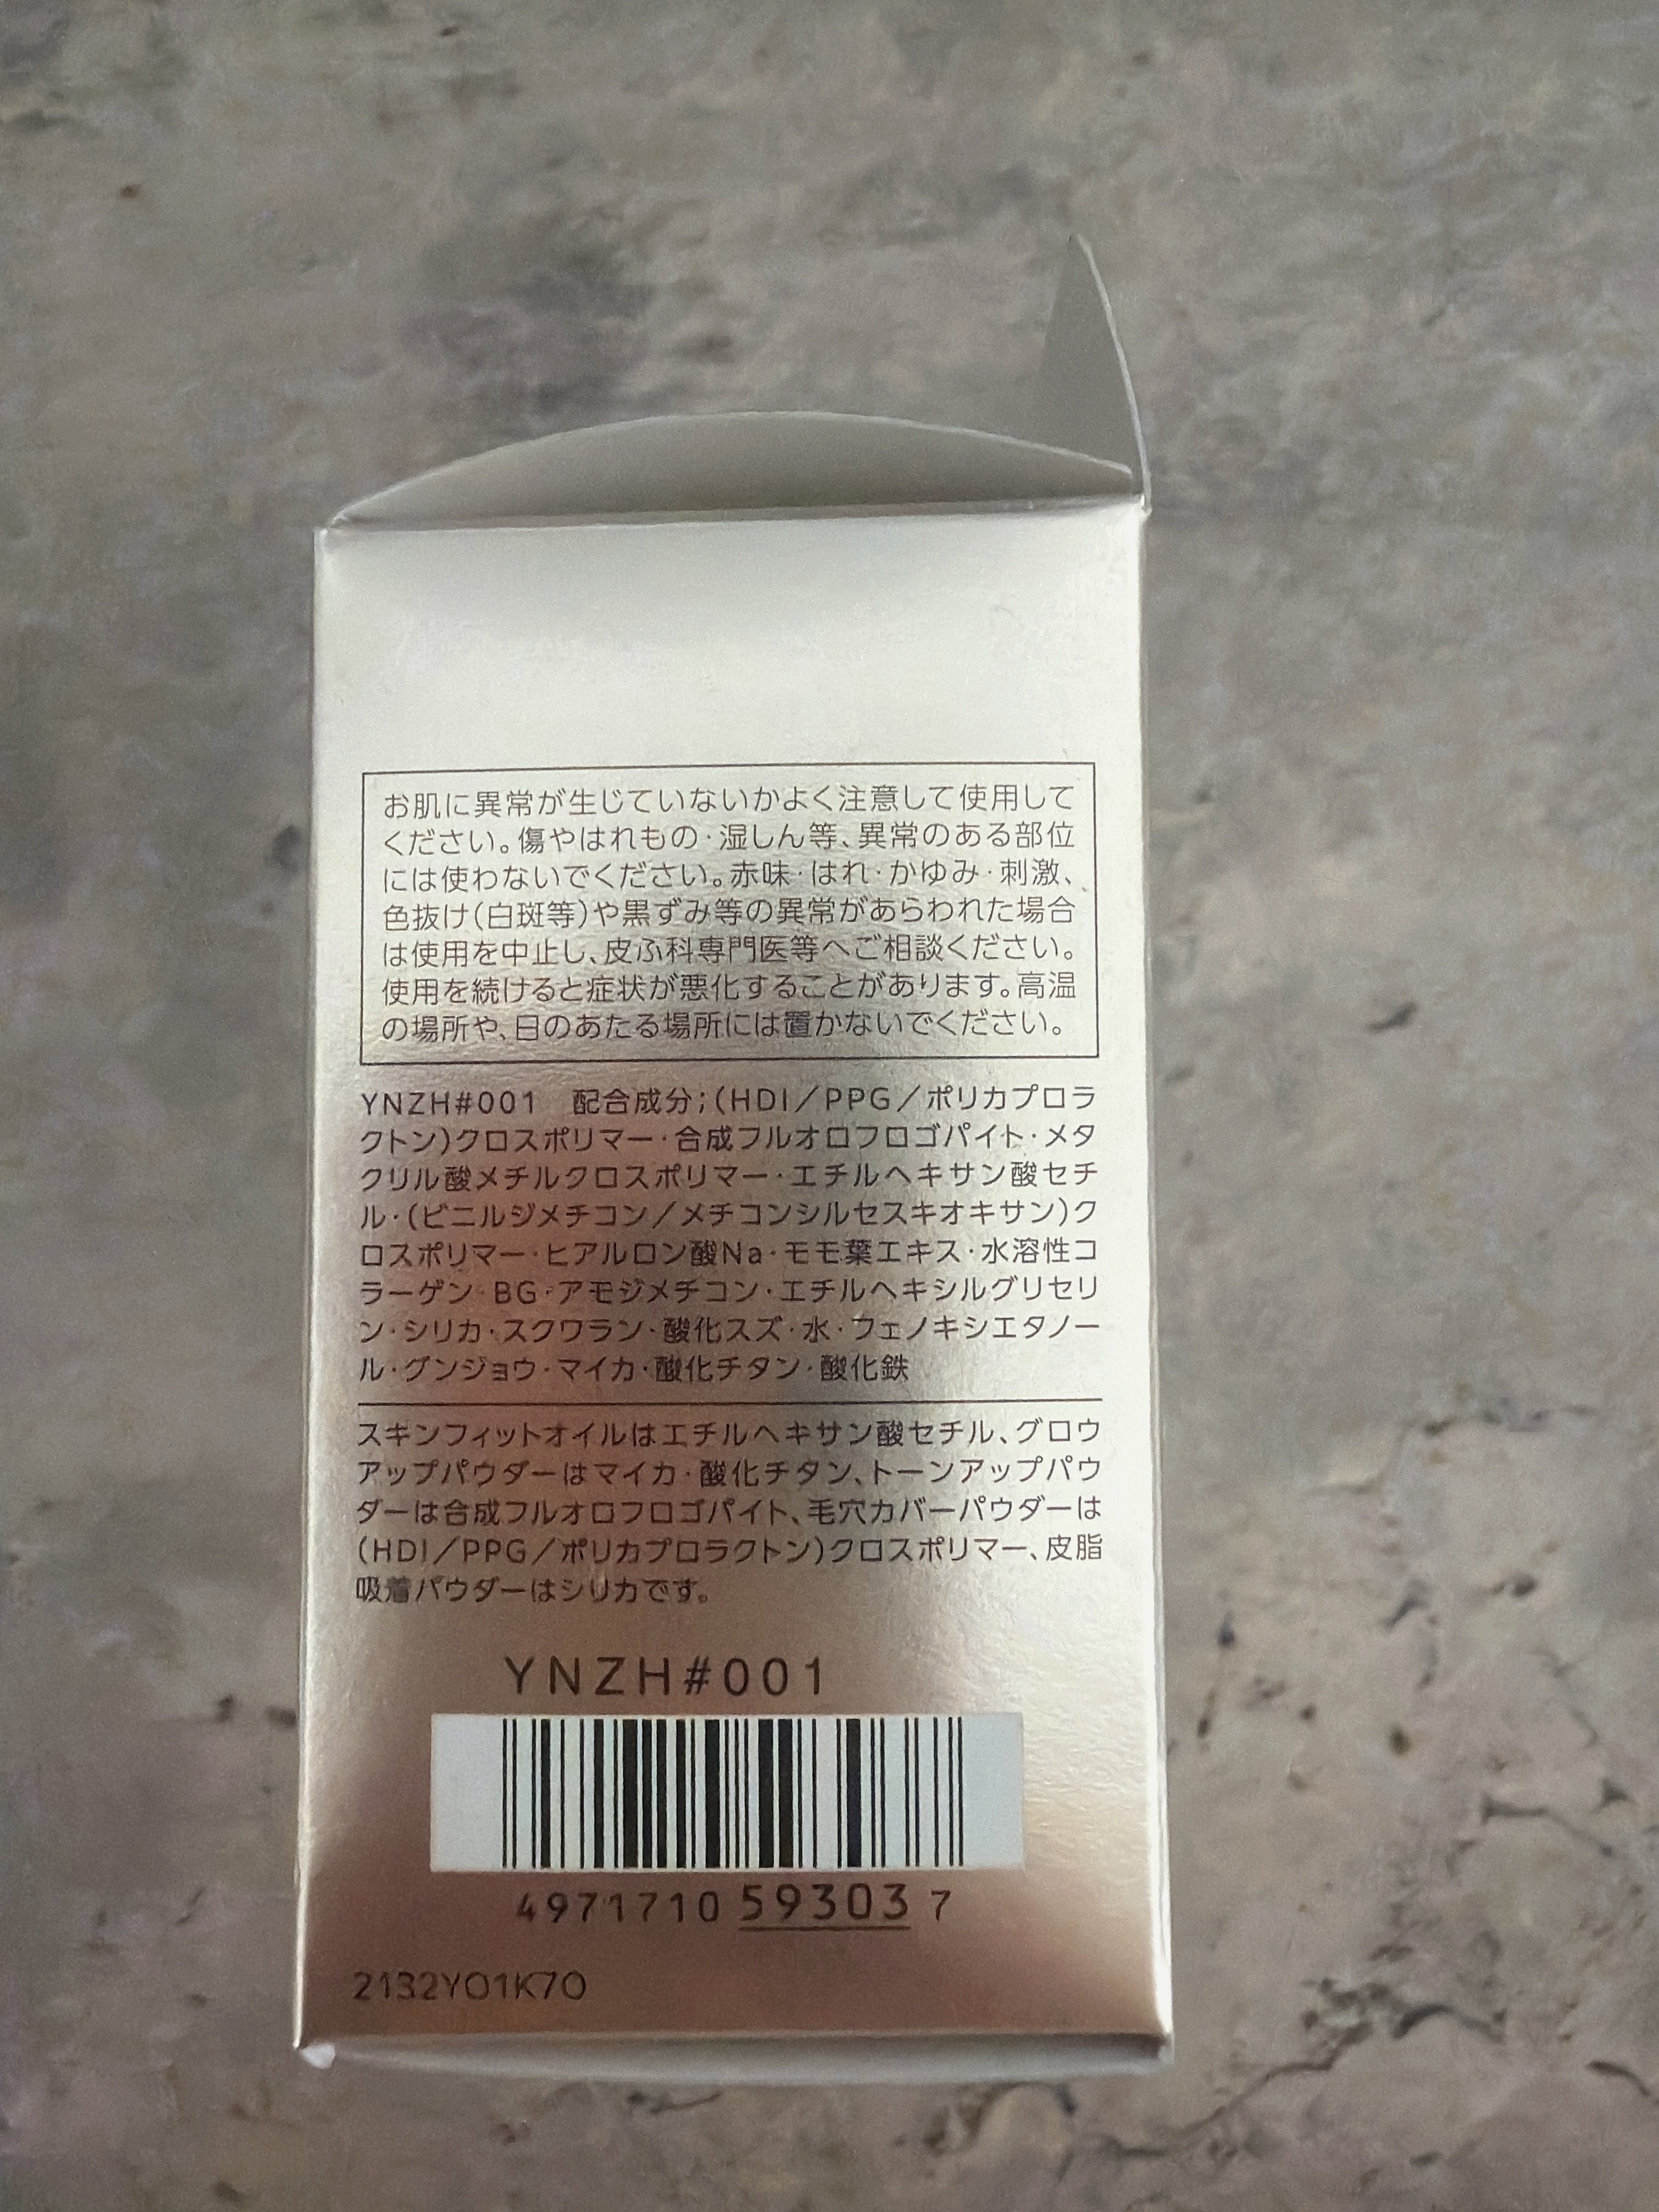 お肌に異常が生じていないかよく注意して使用して
ください。傷やはれもの・湿しん等、異常のある部位
には使わないでください。赤味・はれ・かゆみ・刺激、
色抜け(白斑等)や黒ずみ等の異常があらわれた場合
は使用を中止し、皮ふ科専門医等へご相談ください。
使用を続けると症状が悪化することがあります。高温
の場所や、日のあたる場所には置かないでください。
YNZH#001　配合成分;(HDI/PPG/ポリカプロラ
クトン)クロスポリマー・合成フルオロフロゴパイト・メタ
クリル酸メチルクロスポリマー・エチルヘキサン酸セチ
ル・(ビニルジメチコン/メチコンシルセスキオキサン)ク
ロスポリマー・ヒアルロン酸Na・モモ葉エキス・水溶性コ
ラーゲン・BG・アモジメチコン・エチルヘキシルグリセリ
ン・シリカ・スクワラン・酸化スズ・水・フェノキシエタノー
ル・グンジョウ・マイカ・酸化チタン・酸化鉄
スキンフィットオイルはエチルヘキサン酸セチル、グロウ
アップパウダーはマイカ・酸化チタン、トーンアップパウ
ダーは合成フルオロフロゴパイト、毛穴カバーパウダーは
(HDI/PPG/ポリカプロラクトン)クロスポリマー、皮脂
吸着パウダーはシリカです。
YNZH#001
4971710 59303 7
2132YO1K7O